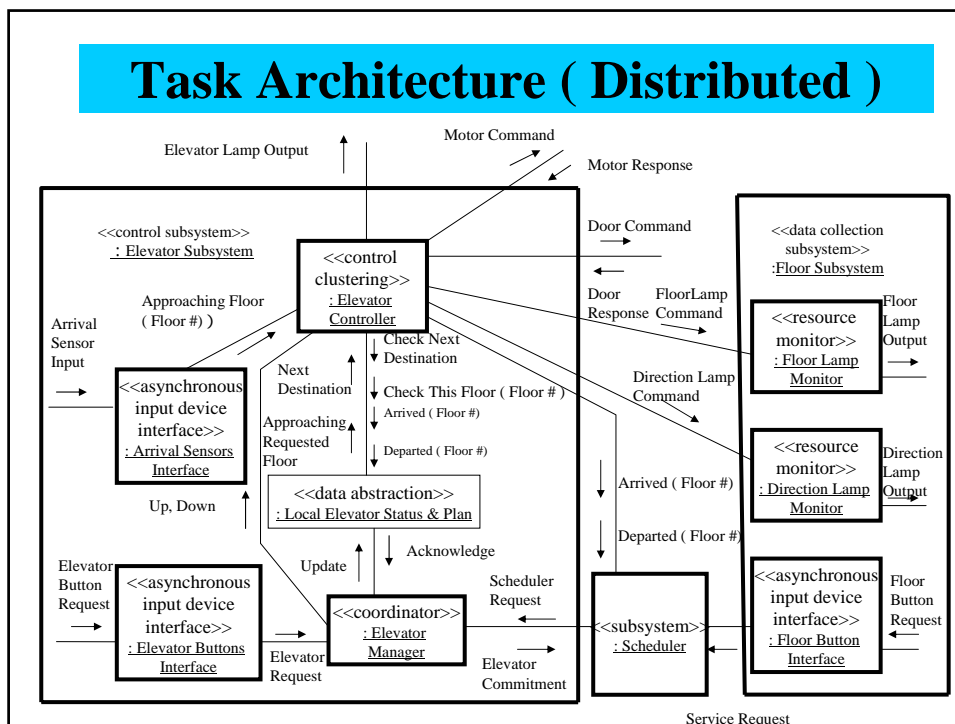 Task Architecture ( Distributed )
Motor Command
Elevator Lamp Output
Motor Response
<<control subsystem>>
: Elevator Subsystem
Door Command
<<data collection
subsystem>>
:Floor Subsystem
<<control
clustering>>
: Elevator
Controller
Approaching Floor
( Floor #) )
Door
Response
FloorLamp
Command
Floor
Lamp
Output
Arrival
Sensor
Input
<<resource
monitor>>
: Floor Lamp
Monitor
Check Next
Destination
Next
Destination
Check This Floor ( Floor # )
Arrived ( Floor #)
Direction Lamp
Command
<<asynchronous
input device
interface>>
: Arrival Sensors
Interface
Approaching
Requested
Floor
Departed ( Floor #)
<<resource
monitor>>
: Direction Lamp
Monitor
Direction
Lamp
Output
<<data abstraction>>
: Local Elevator Status & Plan
Arrived ( Floor #)
Up, Down
Departed ( Floor #)
Acknowledge
Update
Elevator
Button
Request
<<asynchronous
input device
interface>>
: Elevator Buttons
Interface
Elevator
Request
<<coordinator>>
: Elevator
Manager
Scheduler
Request
Elevator
Commitment
<<subsystem>>
: Scheduler
<<asynchronous
input device
interface>>
: Floor Button
Interface
Floor
Button
Request
Service Request